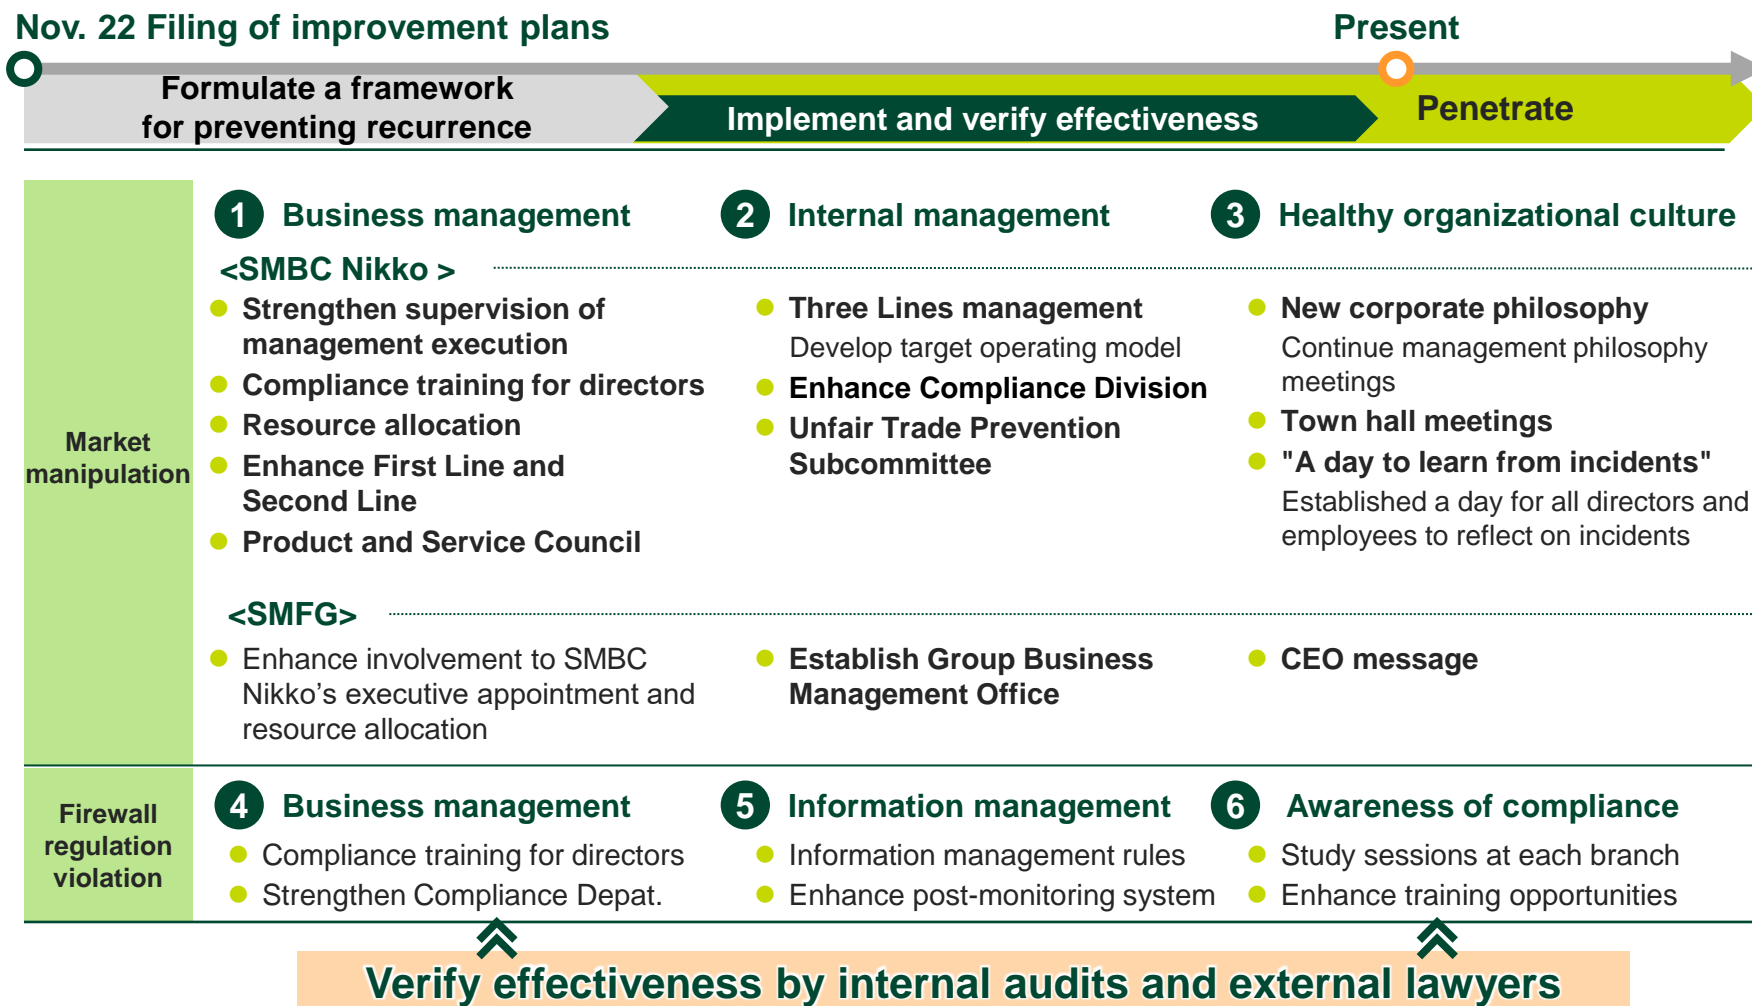 Nov. 22 Filing of improvement plans
Present
Formulate a framework
for preventing recurrence
Implement and verify effectiveness
Penetrate
Market
manipulation
1 Business management
2 Internal management
3 Healthy organizational culture
<SMBC Nikko >
Strengthen supervision of
management execution
Compliance training for directors
Resource allocation
Enhance First Line and
Second Line
Product and Service Council
Three Lines management
Develop target operating model
Enhance Compliance Division
Unfair Trade Prevention
Subcommittee
New corporate philosophy
Continue management philosophy
meetings
Town hall meetings
"A day to learn from incidents"
Established a day for all directors and
employees to reflect on incidents
<SMFG>
Enhance involvement to SMBC
Nikko’s executive appointment and
resource allocation
Establish Group Business
Management Office
CEO message
Firewall
regulation
violation
4 Business management
Compliance training for directors
Strengthen Compliance Depat.
5 Information management
Information management rules
Enhance post-monitoring system
6 Awareness of compliance
Study sessions at each branch
Enhance training opportunities
Verify effectiveness by internal audits and external lawyers